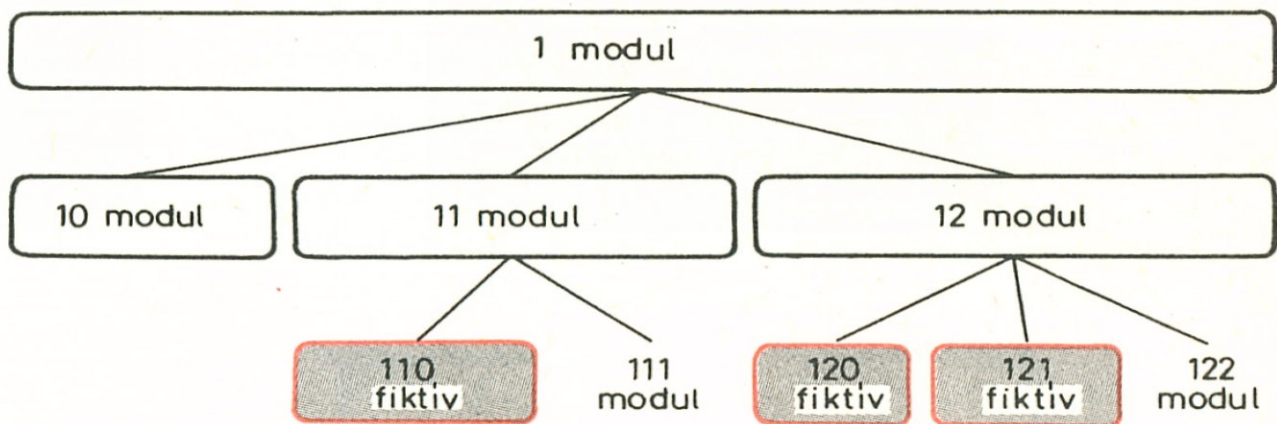 1 modul
10 modul
11 modul
12 modul
110
fiktiv
111
modul
120
fiktiv
121
fiktiv
122
modul